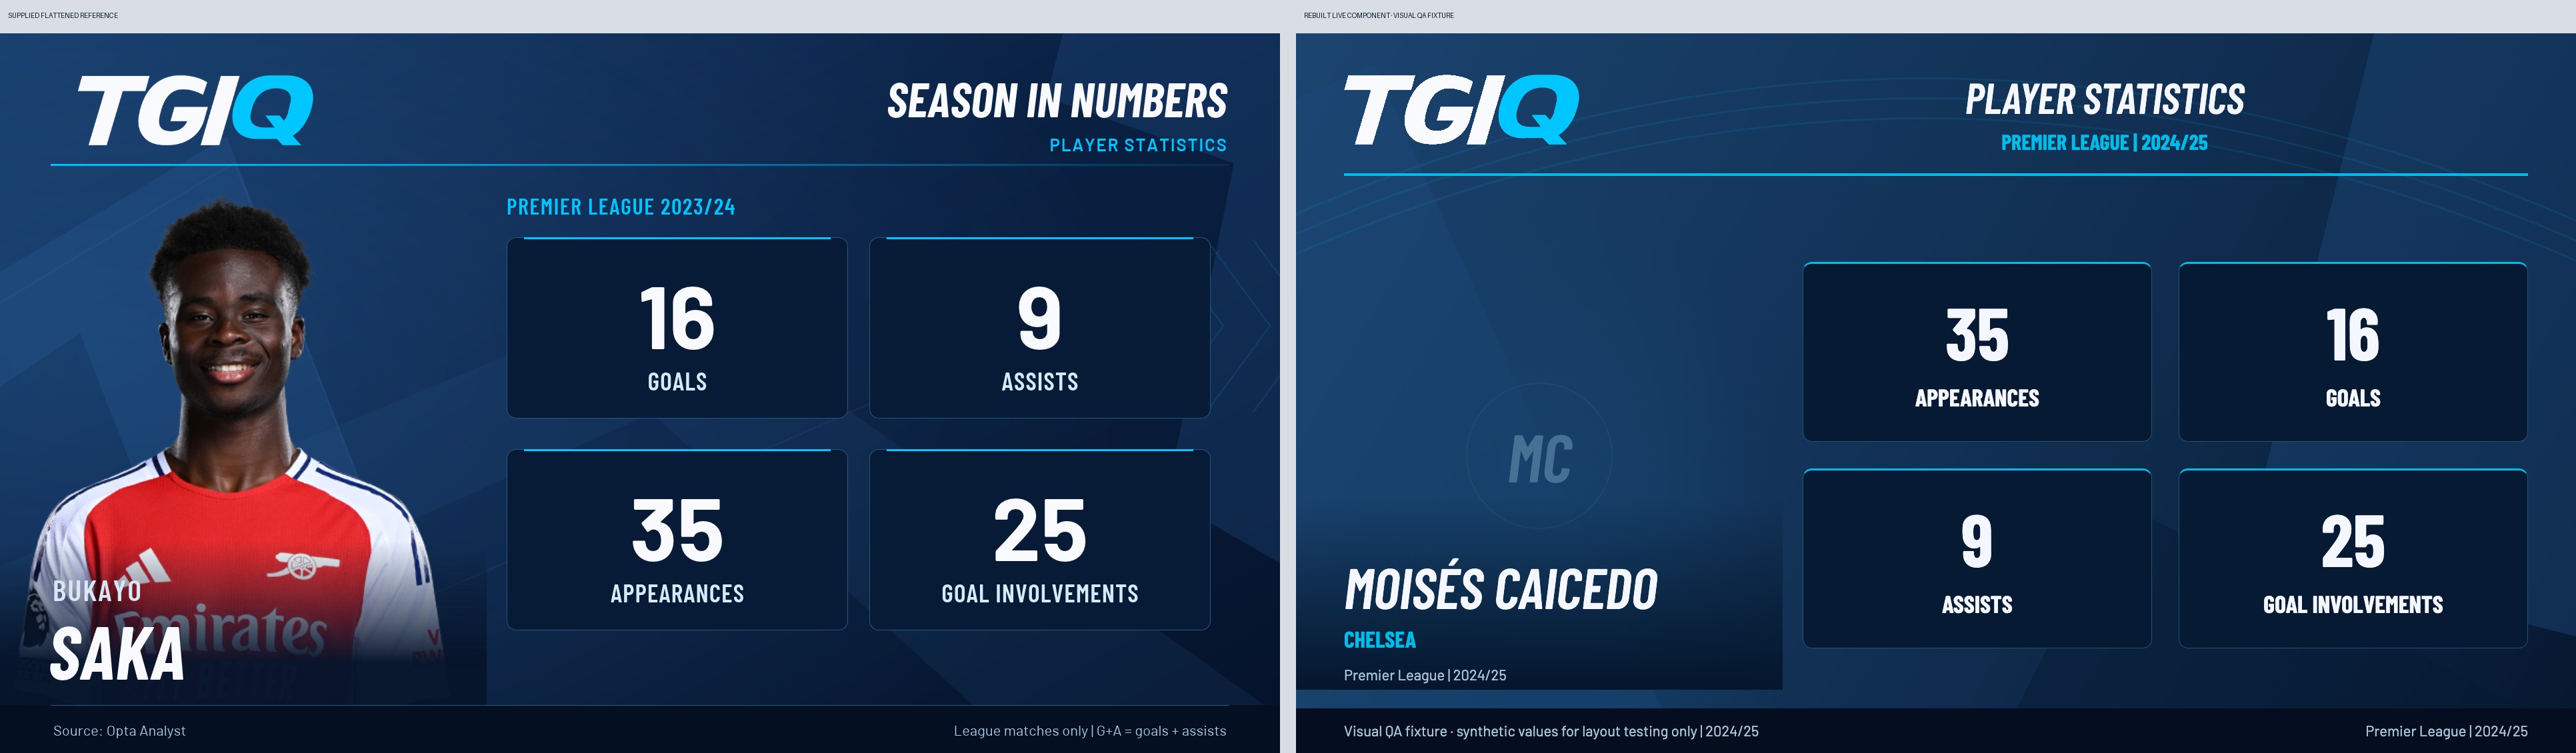 SUPPLIED FLATTENED REFERENCE
TGIQ
SEASON IN NUMBERS
PLAYER STATISTICS
PREMIER LEAGUE 2023/24
16
GOALS
9
ASSISTS
35
APPEARANCES
25
GOAL INVOLVEMENTS
Emirates
BETTER
BUKAYO
SAKA
Source: Opta Analyst
League matches only | G+A = goals + assists
REBUILT LIVE COMPONENT · VISUAL QA FIXTURE
TGIQ
PLAYER STATISTICS
PREMIER LEAGUE | 2024/25
35
APPEARANCES
16
GOALS
9
ASSISTS
25
GOAL INVOLVEMENTS
MC
MOISÉS CAICEDO
CHELSEA
Premier League | 2024/25
Visual QA fixture · synthetic values for layout testing only | 2024/25
Premier League | 2024/25